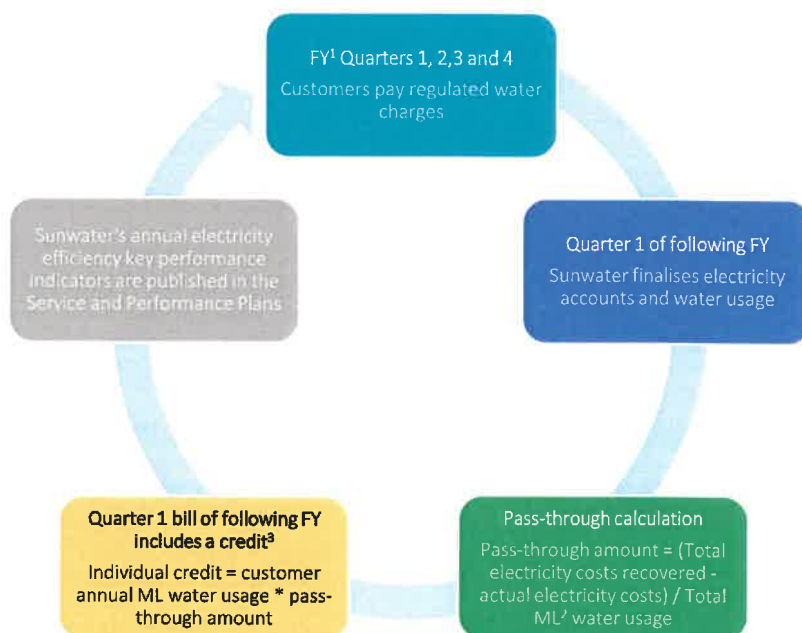 FY¹ Quarters 1, 2,3 and 4
Customers pay regulated water
charges
Quarter 1 of following FY
Sunwater finalises electricity
accounts and water usage
Pass-through calculation
Pass-through amount = (Total
electricity costs recovered -
actual electricity costs) / Total
ML² water usage
Quarter 1 bill of following FY
includes a credit³
Individual credit = customer
annual ML water usage * pass-
through amount
Sunwater's annual electricity
efficiency key performance
indicators are published in the
Service and Performance Plans